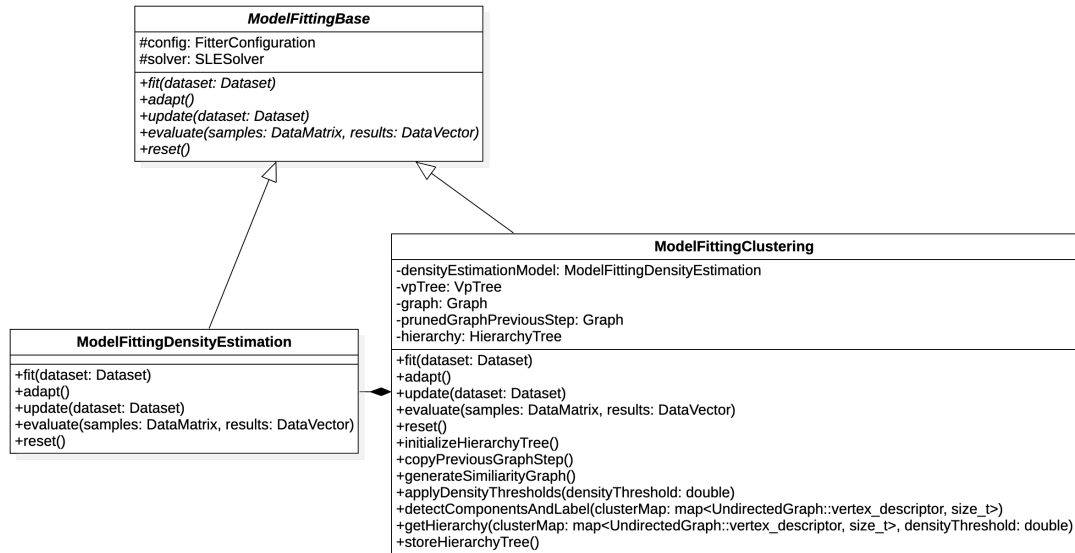 ModelFittingBase
#config: FitterConfiguration
#solver: SLESolver
+fit(dataset: Dataset)
+adapt()
+update(dataset: Dataset)
+evaluate(samples: DataMatrix, results: DataVector)
+reset()
ModelFittingClustering
-densityEstimationModel: ModelFittingDensityEstimation
-vpTree: VpTree
-graph: Graph
-prunedGraphPreviousStep: Graph
-hierarchy: HierarchyTree
+fit(dataset: Dataset)
+adapt()
+update(dataset: Dataset)
+evaluate(samples: DataMatrix, results: DataVector)
+reset()
+initializeHierarchyTree()
+copyPreviousGraphStep()
+generateSimiliarityGraph()
+applyDensityThresholds(densityThreshold: double)
+detectComponentsAndLabel(clusterMap: map<UndirectedGraph::vertex_descriptor, size_t>)
+getHierarchy(clusterMap: map<UndirectedGraph::vertex_descriptor, size_t>, densityThreshold: double)
+storeHierarchyTree()
ModelFittingDensityEstimation
+fit(dataset: Dataset)
+adapt()
+update(dataset: Dataset)
+evaluate(samples: DataMatrix, results: DataVector)
+reset()